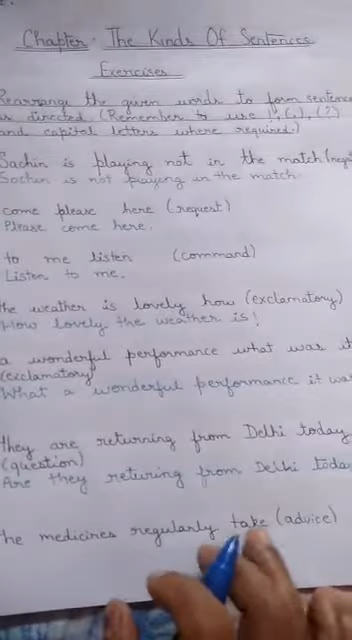 Chapter - The Kinds Of Sentences
Exercises
Rearrange the given words to form sentence
as directed (Remember to use !, (.), (?)
and capital letters where required.)
Sachin is playing not in the match (neg
Sachin is not playing in the match.
come please here (request)
Please come here.
to me listen (command)
Listen to me.
the weather is lovely how (exclamatory)
How lovely the weather is!
a wonderful performance what was it
(exclamatory)
What a wonderful performance it was
they are returning from Delhi today
(question)
Are they returing from Delhi toda
the medicines regularly take (advice)